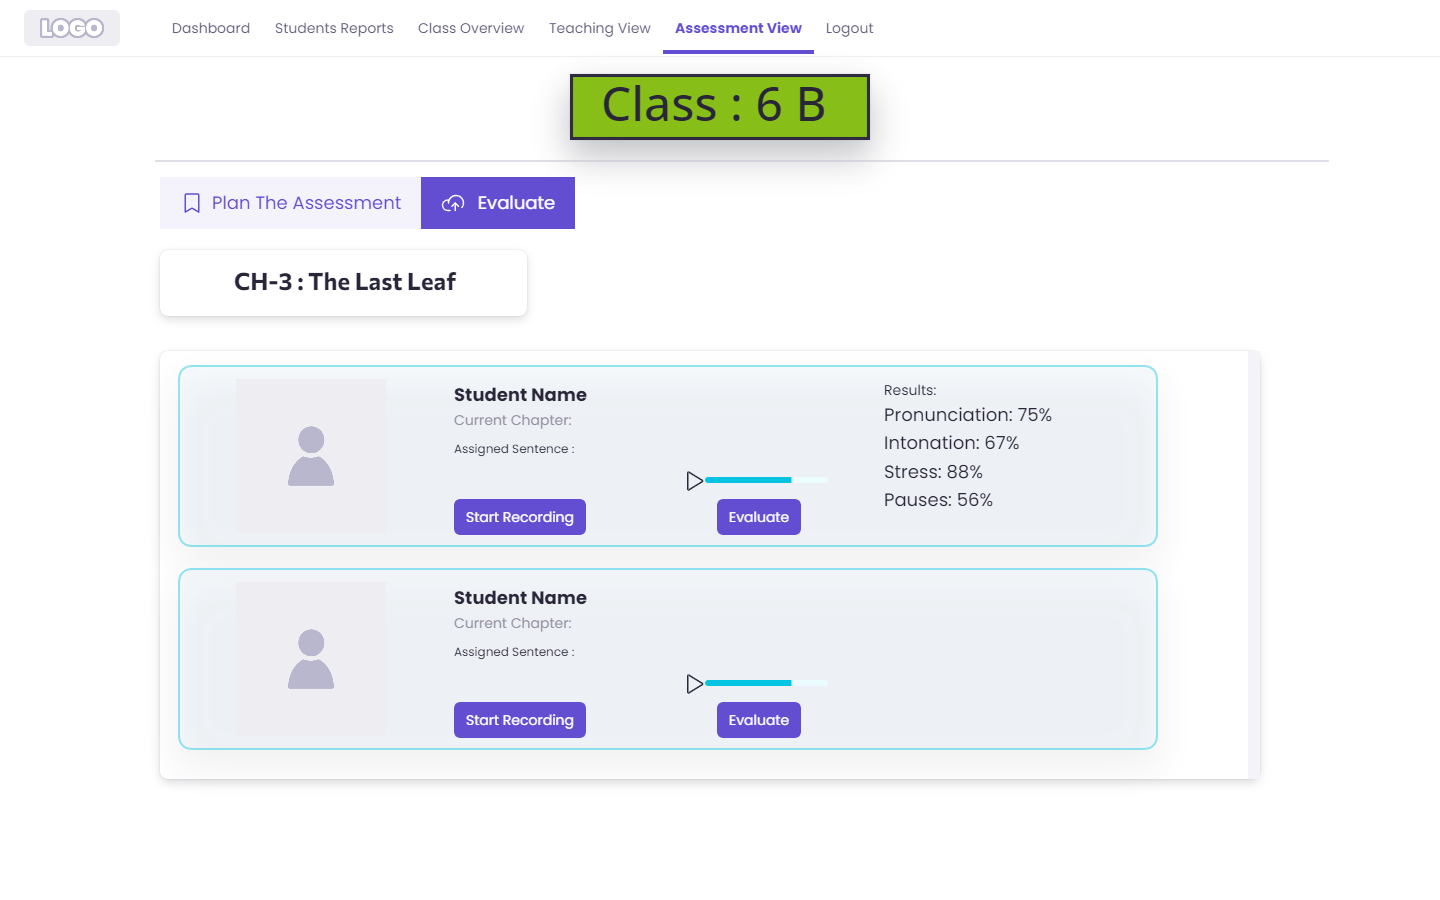 LOGO
Dashboard Students Reports Class Overview Teaching View Assessment View Logout
Class : 6 B
Plan The Assessment Evaluate
CH-3 : The Last Leaf
Student Name
Current Chapter:
Assigned Sentence :
Start Recording
Evaluate
Results:
Pronunciation: 75%
Intonation: 67%
Stress: 88%
Pauses: 56%
Student Name
Current Chapter:
Assigned Sentence :
Start Recording
Evaluate